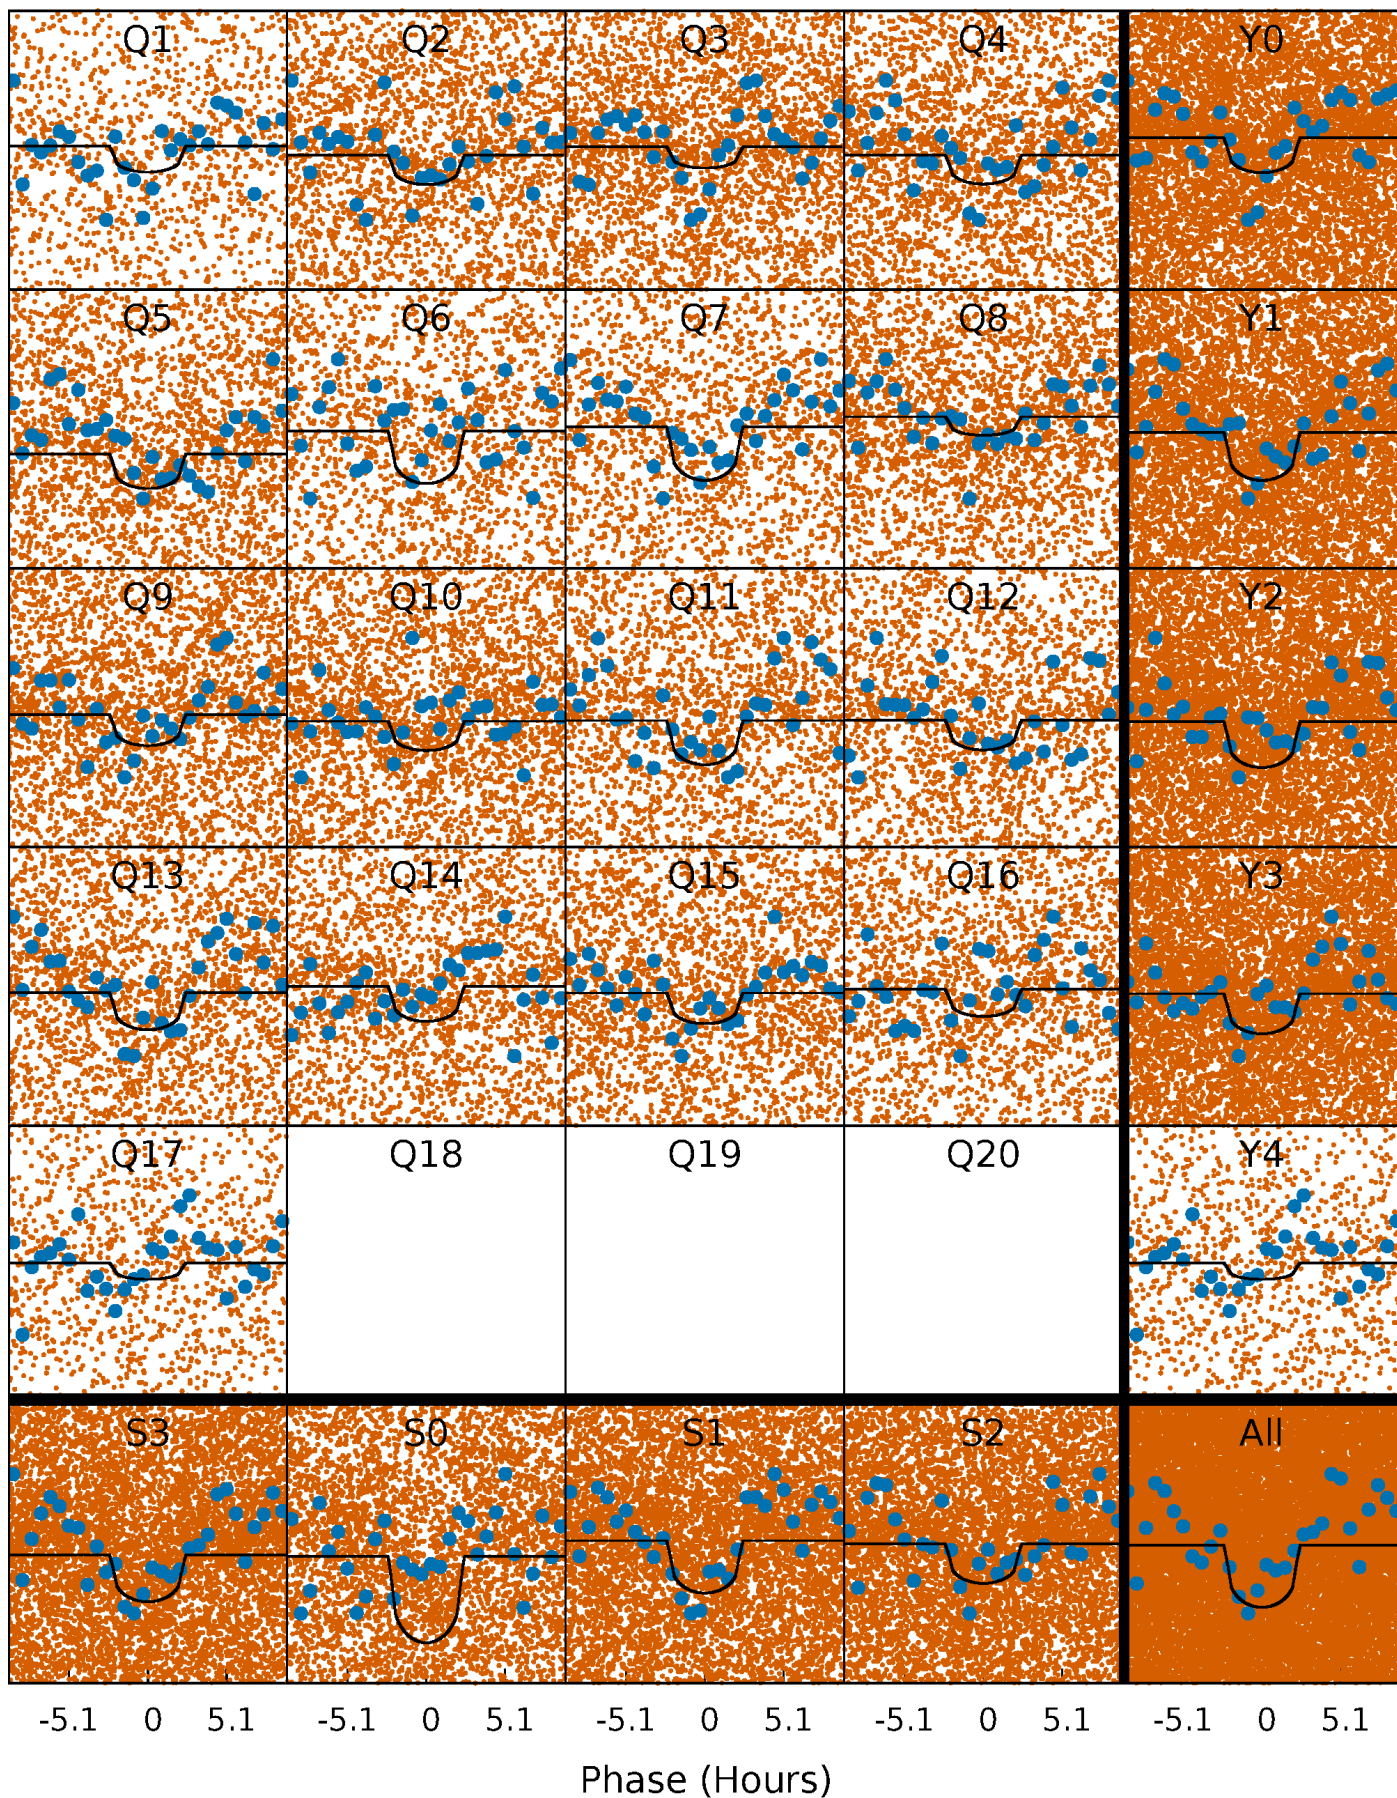 Q1 Q2 Q3 Q4 Y0
Q5 Q6 Q7 Q8 Y1
Q9 Q10 Q11 Q12 Y2
Q13 Q14 Q15 Q16 Y3
Q17 Q18 Q19 Q20 Y4
S3 S0 S1 S2 All
-5.1 0 5.1 -5.1 0 5.1 -5.1 0 5.1 -5.1 0 5.1 -5.1 0 5.1
Phase (Hours)